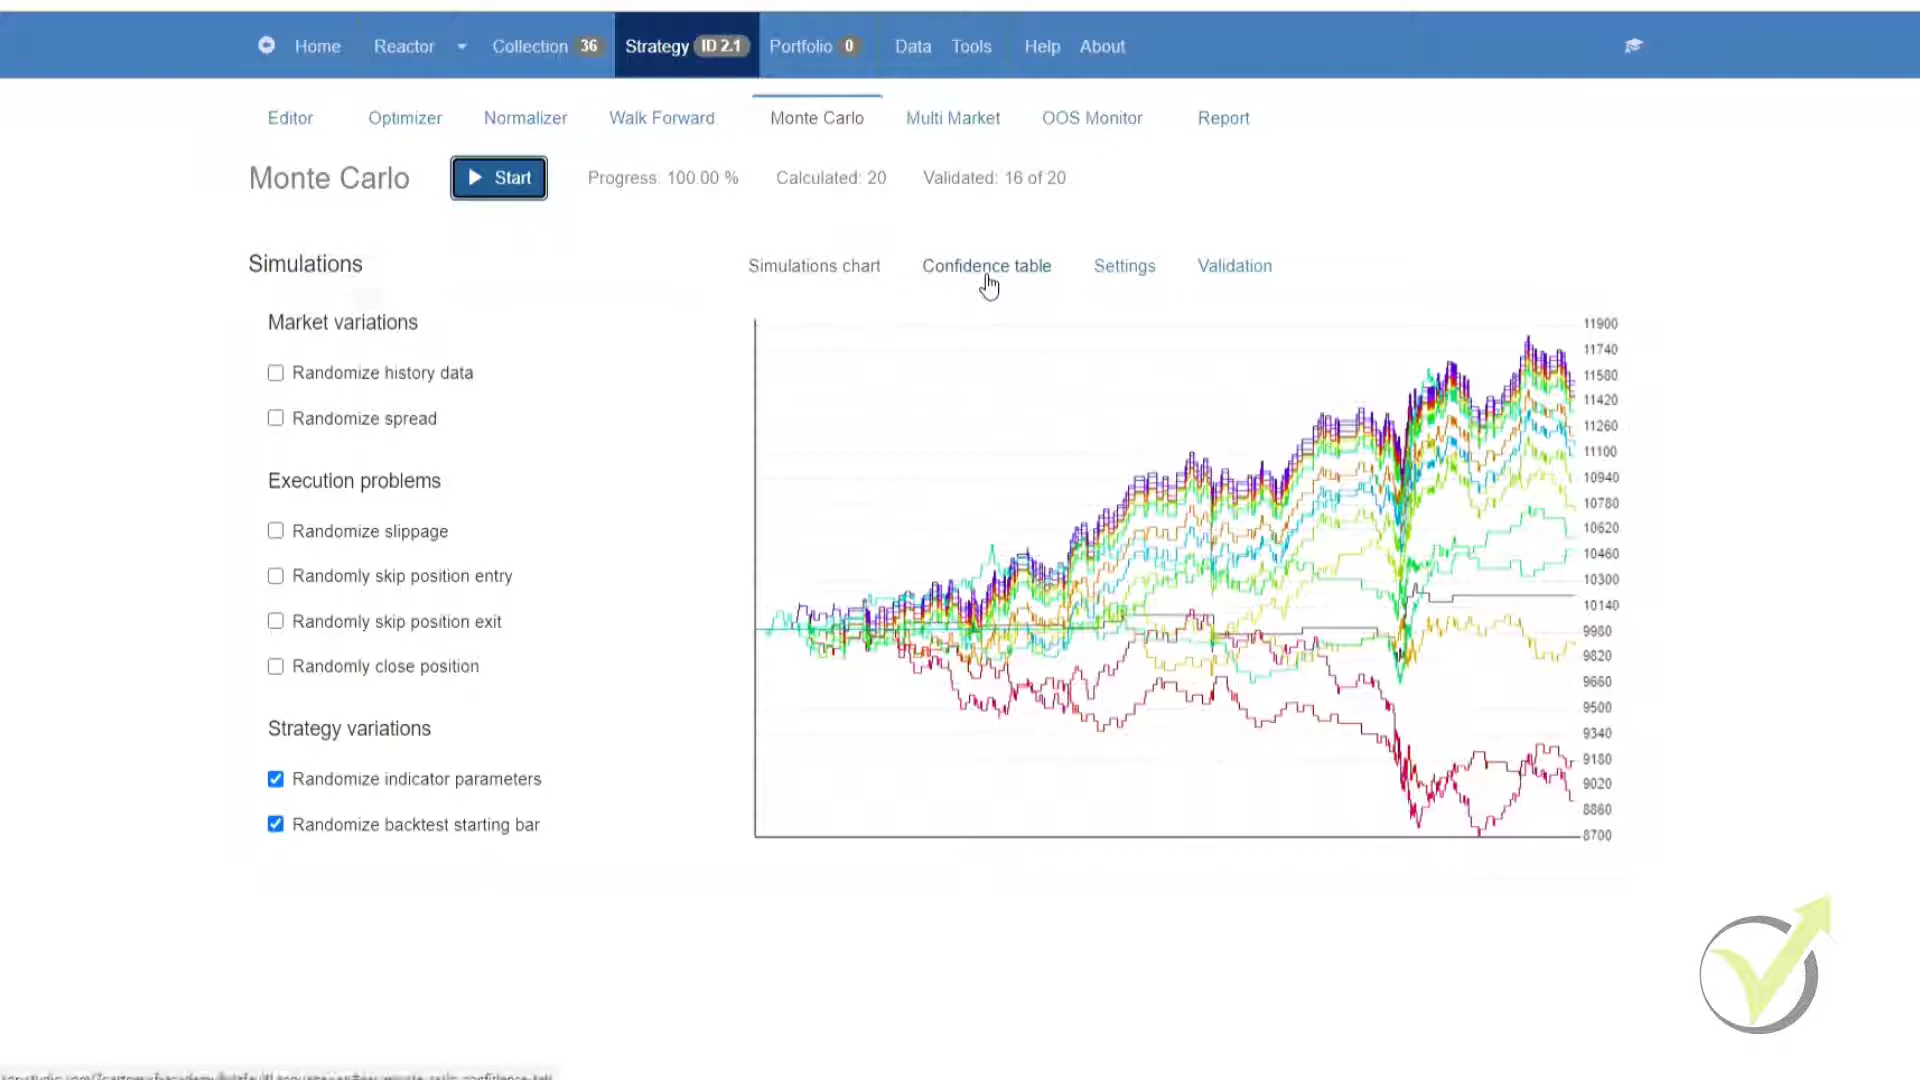 Home Reactor Collection 36 Strategy ID 2.1 Portfolio 0 Data Tools Help About
Editor Optimizer Normalizer Walk Forward Monte Carlo Multi Market OOS Monitor Report
Monte Carlo Start Progress: 100.00 % Calculated: 20 Validated: 16 of 20
Simulations
Simulations chart Confidence table Settings Validation
Market variations
Randomize history data
Randomize spread
Execution problems
Randomize slippage
Randomly skip position entry
Randomly skip position exit
Randomly close position
Strategy variations
Randomize indicator parameters
Randomize backtest starting bar
11900
11740
11580
11420
11260
11100
10940
10780
10620
10460
10300
10140
9980
9820
9660
9500
9340
9180
9020
8860
8700